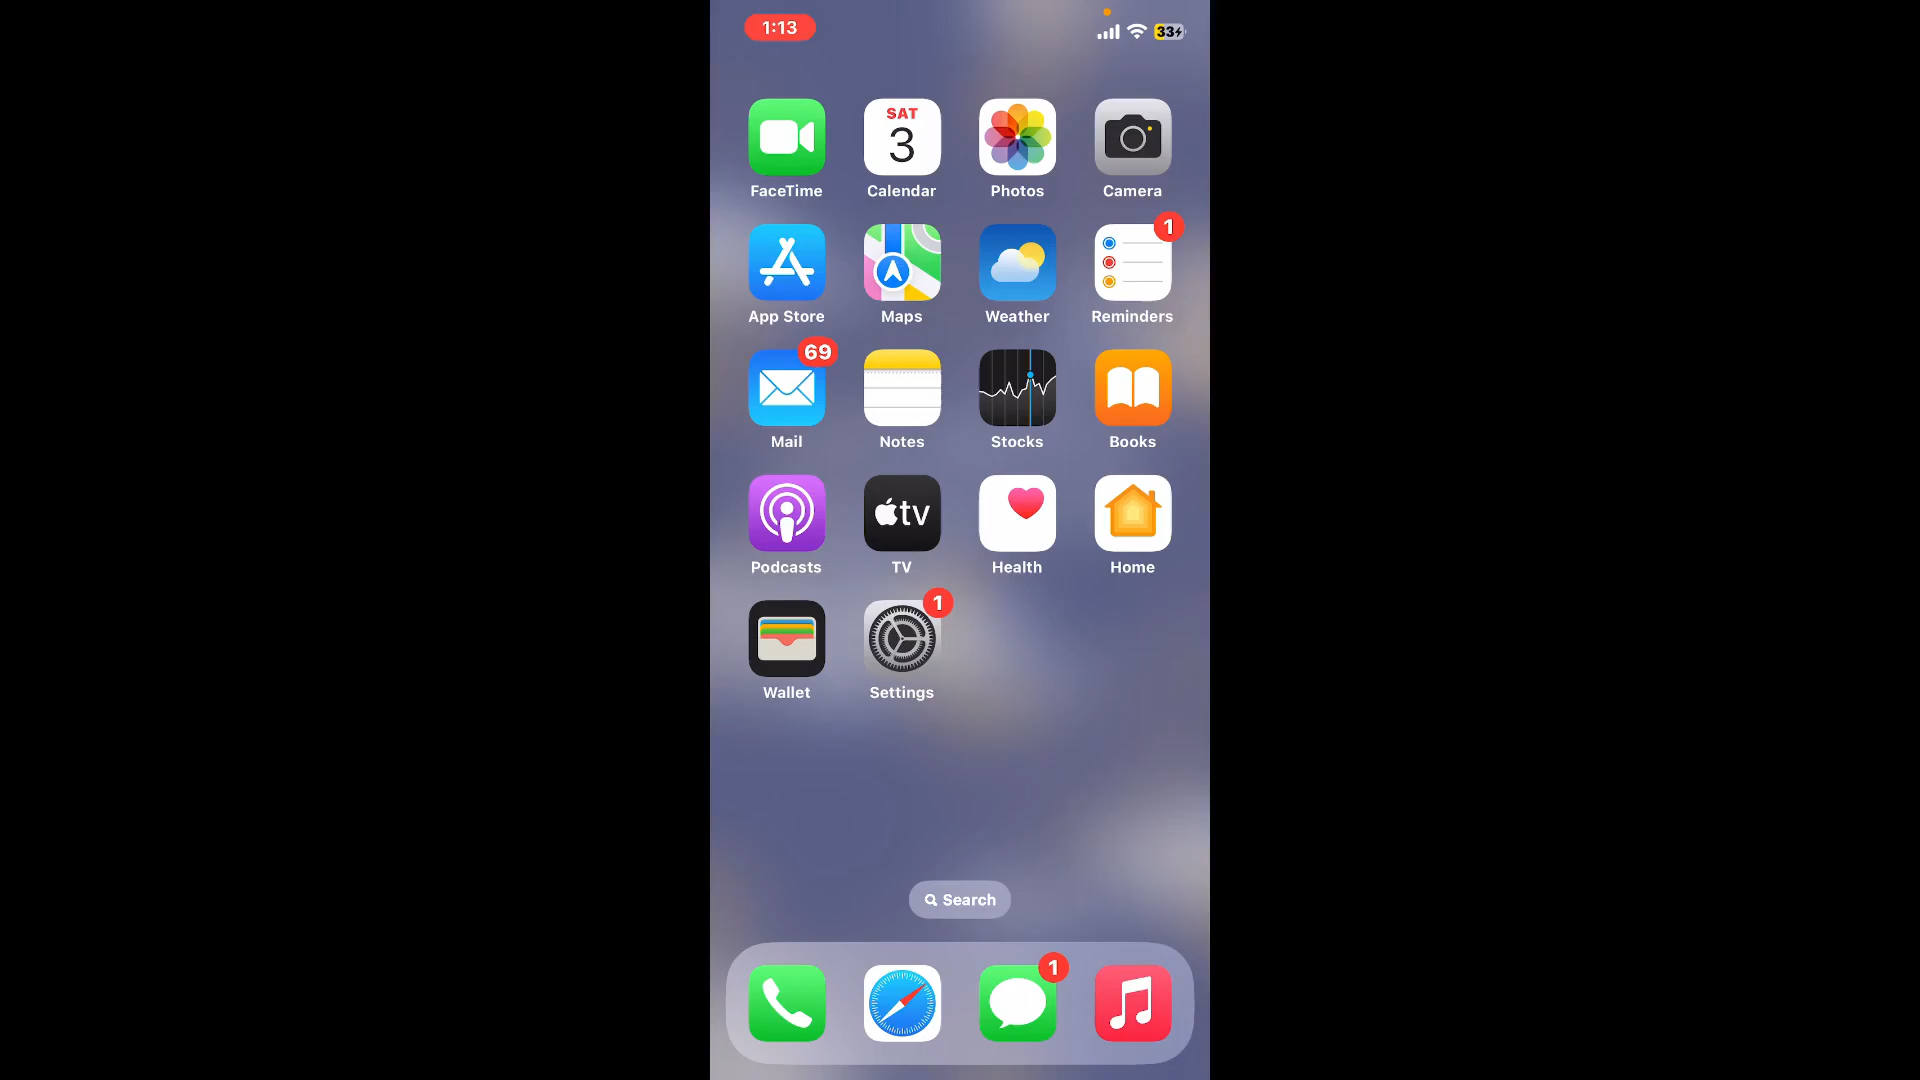 1:13
33
SAT
3
FaceTime Calendar Photos Camera
1
App Store Maps Weather Reminders
69
Mail Notes Stocks Books
tv
Podcasts TV Health Home
1
Wallet Settings
Search
1